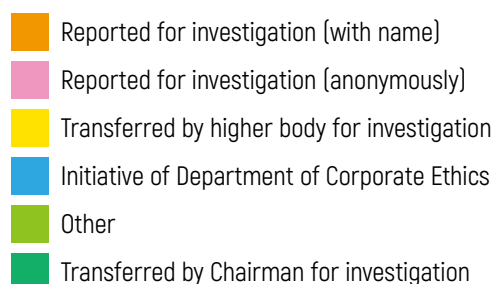 Reported for investigation (with name)
Reported for investigation (anonymously)
Transferred by higher body for investigation
Initiative of Department of Corporate Ethics
Other
Transferred by Chairman for investigation